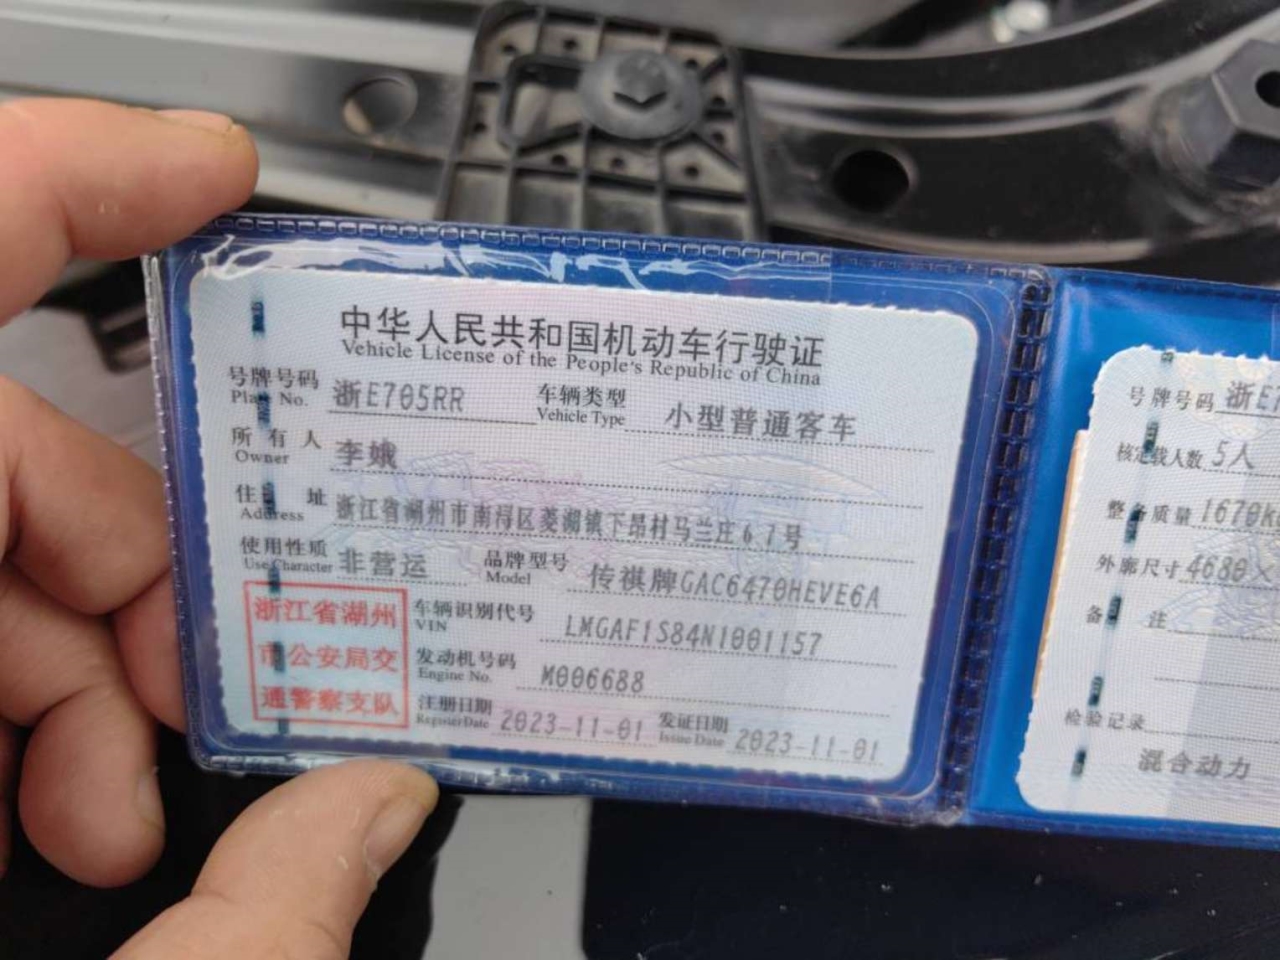 中华人民共和国机动车行驶证
Vehicle License of the People's Republic of China
号牌号码 浙E705RR 车辆类型 小型普通客车
Plate No. Vehicle Type
所有人 李娥
Owner
住址 浙江省湖州市南浔区菱湖镇下昂村马兰庄67号
Address
使用性质 非营运 品牌型号 传祺牌GAC6470HEVE6A
Use Character Model
浙江省湖州
市公安局交
通警察支队
车辆识别代号 LMGAF1S84N1001157
VIN
发动机号码 M006688
Engine No.
注册日期 2023-11-01 发证日期 2023-11-01
Register Date Issue Date
号牌号码 浙E7
核定载人数 5人
整备质量 1670k
外廓尺寸 4680×
备注
检验记录
混合动力